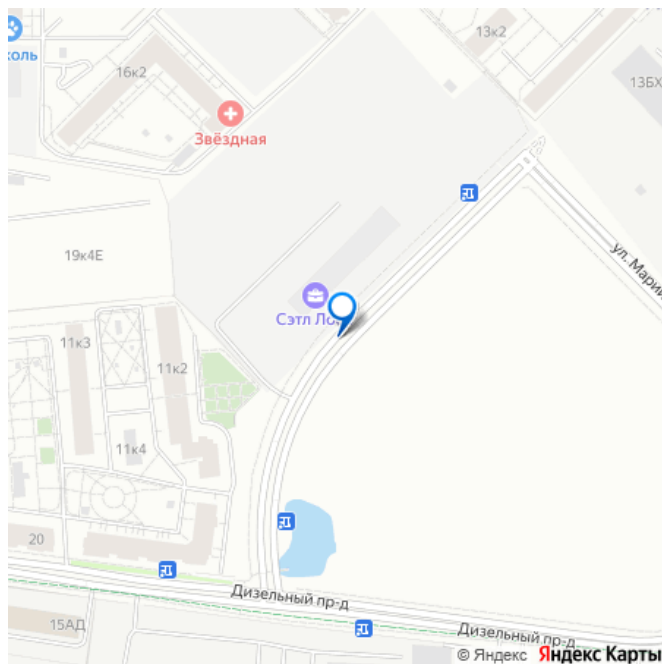 13к2
коль
16к2
13БХ
Звёздная
19к4Е
ул. Марии
Сэтл Ло
11к3
11к2
11к4
20
Дизельный пр-д
15АД
Дизельный пр-д
© Яндекс Яндекс Карты